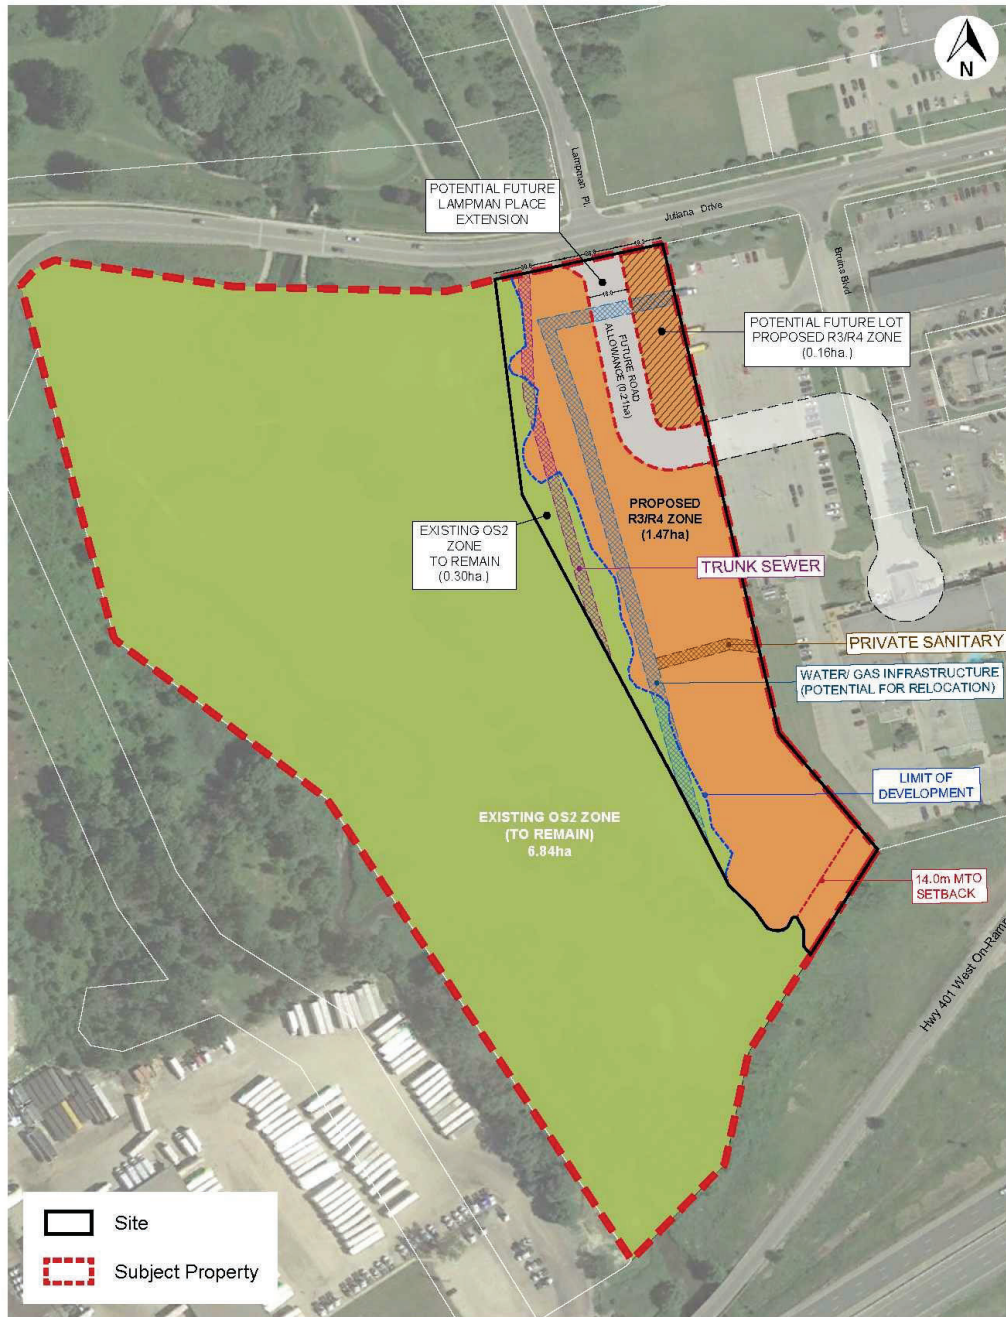 N
Lampman Pl.
POTENTIAL FUTURE
LAMPMAN PLACE
EXTENSION
Juliana Drive
Bruins Blvd
18.0
POTENTIAL FUTURE LOT
PROPOSED R3/R4 ZONE
(0.16ha.)
FUTURE ROAD
ALLOWANCE (0.21ha)
PROPOSED
R3/R4 ZONE
(1.47ha)
EXISTING OS2
ZONE
TO REMAIN
(0.30ha.)
TRUNK SEWER
PRIVATE SANITARY
WATER/ GAS INFRASTRUCTURE
(POTENTIAL FOR RELOCATION)
LIMIT OF
DEVELOPMENT
EXISTING OS2 ZONE
(TO REMAIN)
6.84ha
14.0m MTO
SETBACK
Hwy 401 West On-Ramp
Site
Subject Property